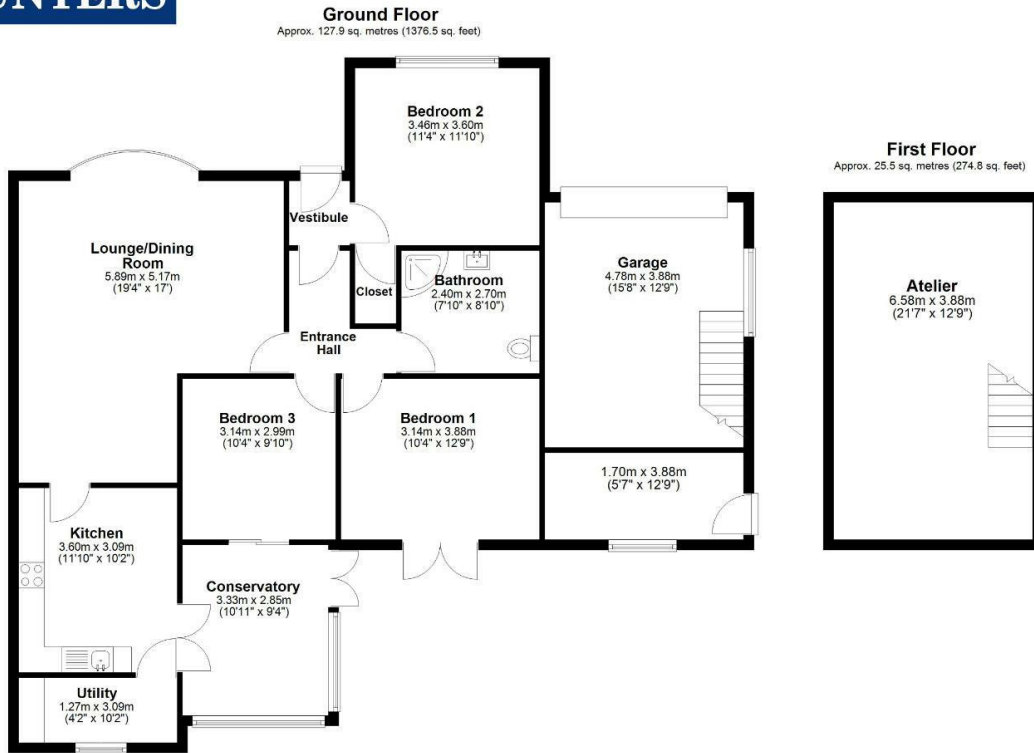 Ground Floor
Approx. 127.9 sq. metres (1376.5 sq. feet)
Bedroom 2
3.46m x 3.60m
(11'4" x 11'10")
First Floor
Approx. 25.5 sq. metres (274.8 sq. feet)
Vestibule
Lounge/Dining
Room
5.89m x 5.17m
(19'4" x 17')
Closet
Bathroom
2.40m x 2.70m
(7'10" x 8'10")
Garage
4.78m x 3.88m
(15'8" x 12'9")
Atelier
6.58m x 3.88m
(21'7" x 12'9")
Entrance
Hall
Bedroom 3
3.14m x 2.99m
(10'4" x 9'10")
Bedroom 1
3.14m x 3.88m
(10'4" x 12'9")
1.70m x 3.88m
(5'7" x 12'9")
Kitchen
3.60m x 3.09m
(11'10" x 10'2")
Conservatory
3.33m x 2.85m
(10'11" x 9'4")
Utility
1.27m x 3.09m
(4'2" x 10'2")